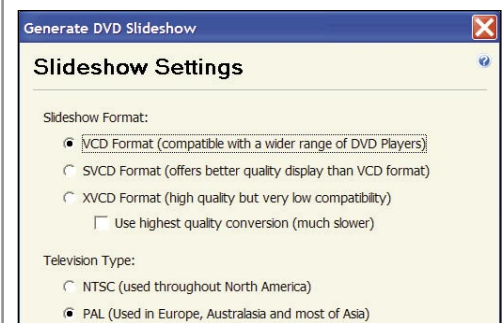 Generate DVD Slideshow
Slideshow Settings
Slideshow Format:
VCD Format (compatible with a wider range of DVD Players)
SVCD Format (offers better quality display than VCD format)
XVCD Format (high quality but very low compatibility)
Use highest quality conversion (much slower)
Television Type:
NTSC (used throughout North America)
PAL (Used in Europe, Australasia and most of Asia)